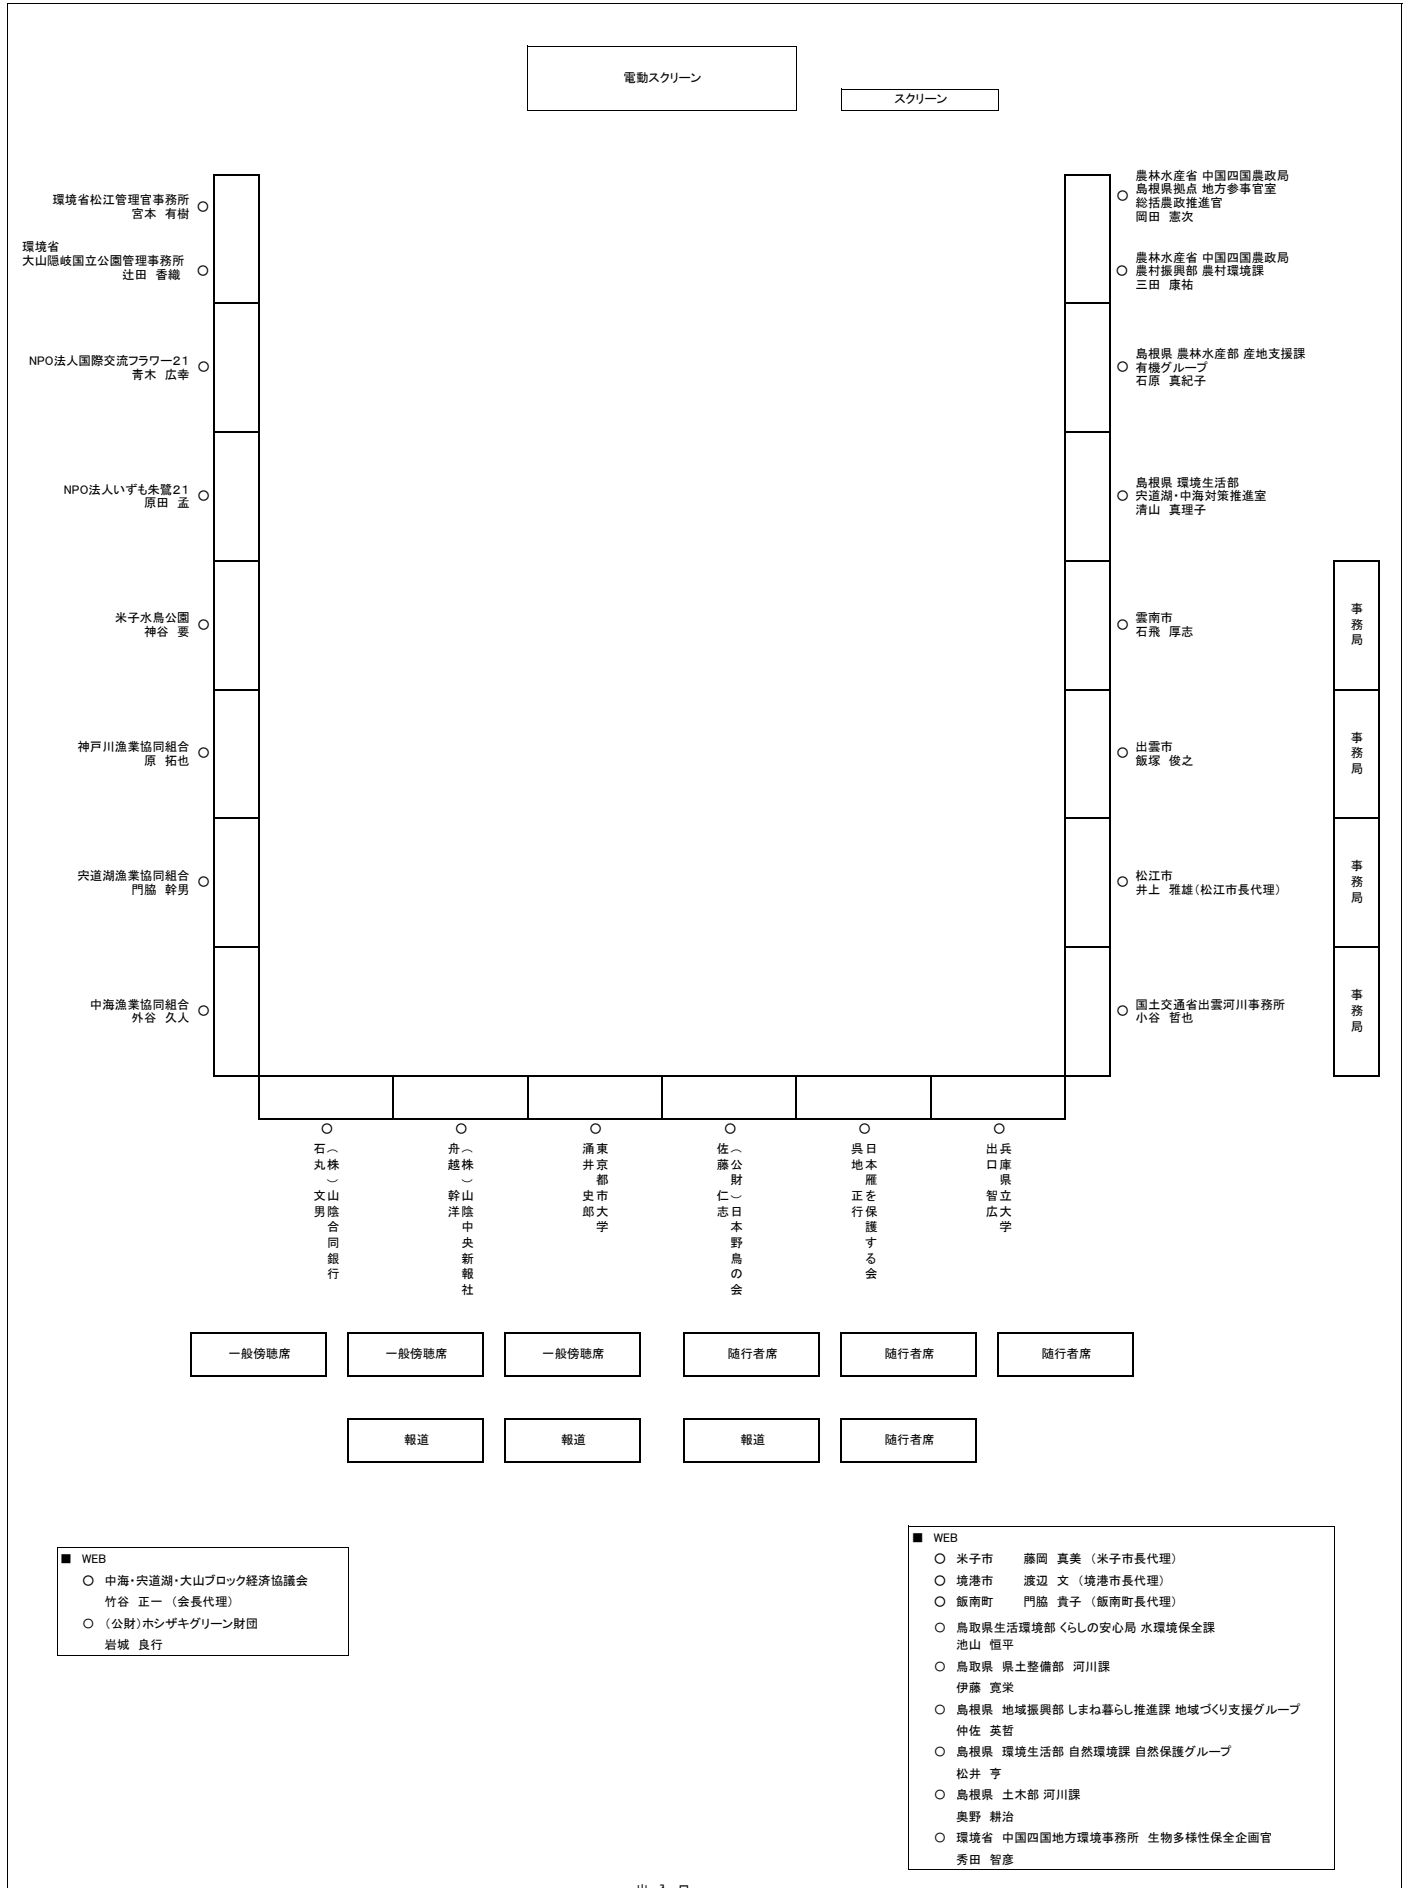 電動スクリーン
スクリーン
環境省松江管理官事務所
宮本 有樹
環境省
大山隠岐国立公園管理事務所
辻田 香織
NPO法人国際交流フラワー21
青木 広幸
NPO法人いずも朱鷺21
原田 孟
米子水鳥公園
神谷 要
神戸川漁業協同組合
原 拓也
宍道湖漁業協同組合
門脇 幹男
中海漁業協同組合
外谷 久人
農林水産省 中国四国農政局
島根県拠点 地方参事官室
総括農政推進官
岡田 憲次
農林水産省 中国四国農政局
農村振興部 農村環境課
三田 康祐
島根県 農林水産部 産地支援課
有機グループ
石原 真紀子
島根県 環境生活部
宍道湖・中海対策推進室
清山 真理子
雲南市
石飛 厚志
出雲市
飯塚 俊之
松江市
井上 雅雄(松江市長代理)
国土交通省出雲河川事務所
小谷 哲也
事務局
事務局
事務局
事務局
(株)山陰合同銀行
石丸 文男
(株)山陰中央新報社
舟越 幹洋
東京都市大学
涌井 史郎
(公財)日本野鳥の会
佐藤 仁志
日本雁を保護する会
呉地 正行
兵庫県立大学
出口 智広
一般傍聴席
一般傍聴席
一般傍聴席
随行者席
随行者席
随行者席
報道
報道
報道
随行者席
■ WEB
○ 中海・宍道湖・大山ブロック経済協議会
竹谷 正一 (会長代理)
○ (公財)ホシザキグリーン財団
岩城 良行
■ WEB
○ 米子市 藤岡 真美 (米子市長代理)
○ 境港市 渡辺 文 (境港市長代理)
○ 飯南町 門脇 貴子 (飯南町長代理)
○ 鳥取県生活環境部 くらしの安心局 水環境保全課
池山 恒平
○ 鳥取県 県土整備部 河川課
伊藤 寛栄
○ 島根県 地域振興部 しまね暮らし推進課 地域づくり支援グループ
仲佐 英哲
○ 島根県 環境生活部 自然環境課 自然保護グループ
松井 亨
○ 島根県 土木部 河川課
奥野 耕治
○ 環境省 中国四国地方環境事務所 生物多様性保全企画官
秀田 智彦